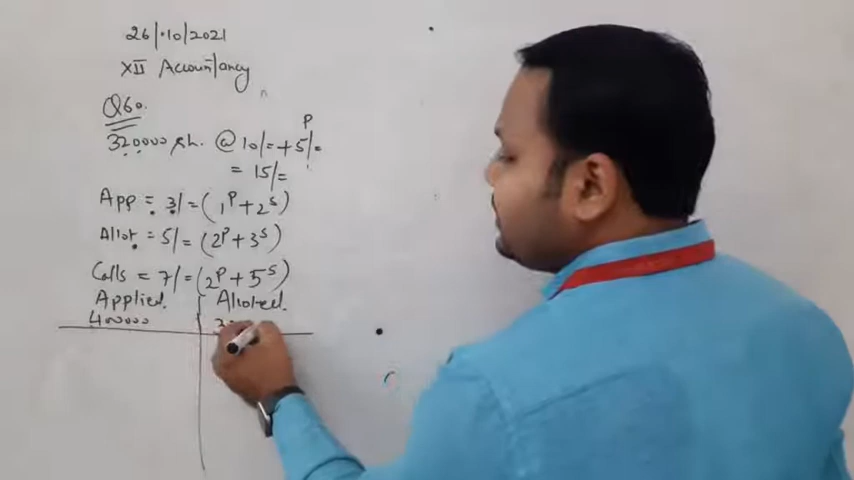 26/10/2021
XII Accountancy
Q60.
P
320000 sh. @ 10/= + 5/=
= 15/=
App = 3/= (1P + 2S)
Allot = 5/= (2P + 3S)
Calls = 7/= (2P + 5S)
Applied Alloted.
400000